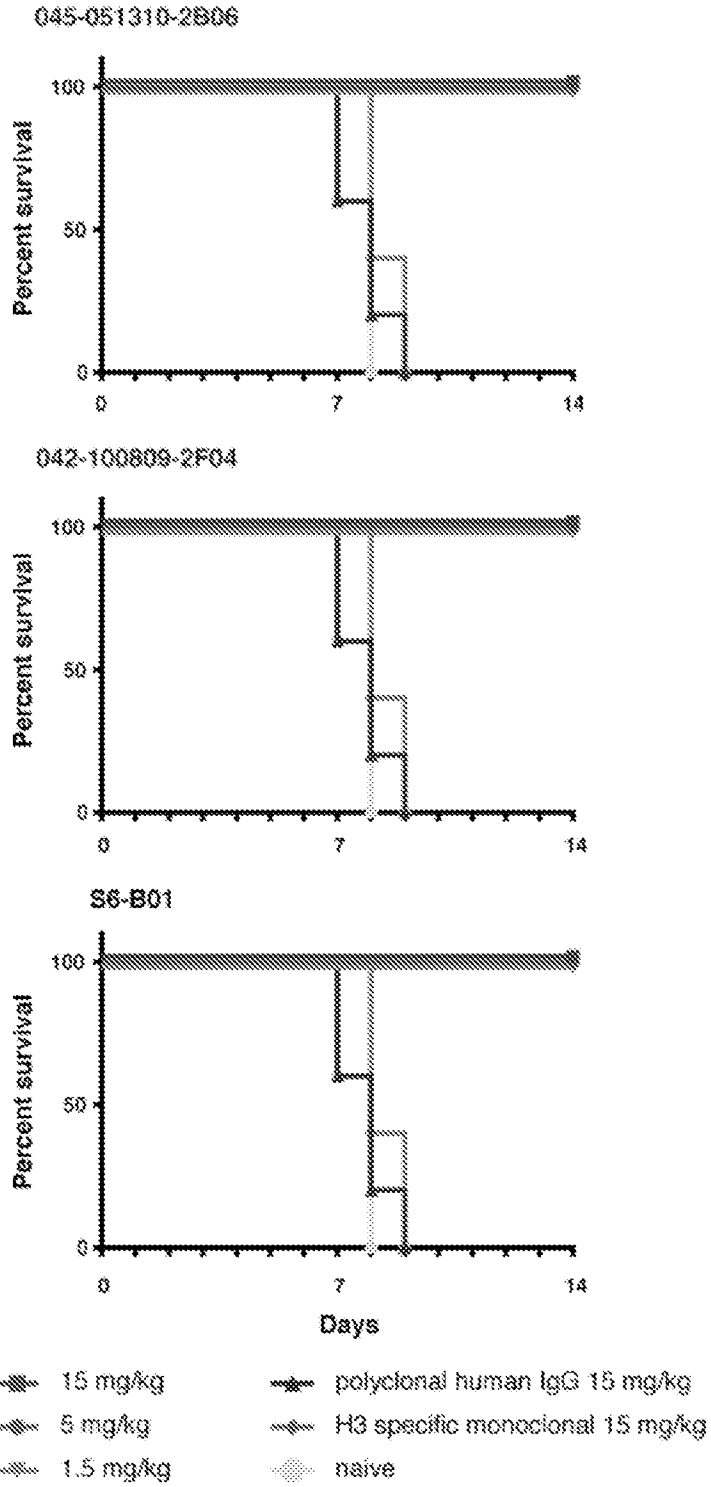 045-051310-2B06
Percent survival
100
50
0
0 7 14
042-100809-2F04
Percent survival
100
50
0
0 7 14
S6-B01
Percent survival
100
50
0
0 7 14
Days
15 mg/kg
5 mg/kg
1.5 mg/kg
polyclonal human IgG 15 mg/kg
H3 specific monoclonal 15 mg/kg
naive